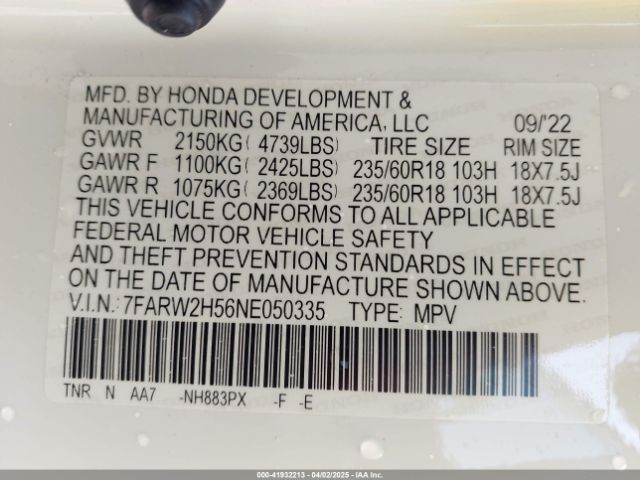 MFD. BY HONDA DEVELOPMENT &
MANUFACTURING OF AMERICA, LLC 09/'22
GVWR 2150KG( 4739LBS) TIRE SIZE RIM SIZE
GAWR F 1100KG( 2425LBS) 235/60R18 103H 18X7.5J
GAWR R 1075KG( 2369LBS) 235/60R18 103H 18X7.5J
THIS VEHICLE CONFORMS TO ALL APPLICABLE
FEDERAL MOTOR VEHICLE SAFETY
AND THEFT PREVENTION STANDARDS IN EFFECT
ON THE DATE OF MANUFACTURE SHOWN ABOVE.
V.I.N.: 7FARW2H56NE050335 TYPE: MPV
TNR N AA7 -NH883PX -F -E
000-41932213 - 04/02/2025 - IAA Inc.